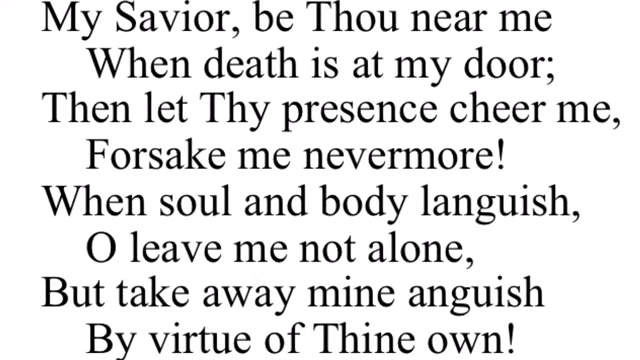 My Savior, be Thou near me
When death is at my door;
Then let Thy presence cheer me,
Forsake me nevermore!
When soul and body languish,
O leave me not alone,
But take away mine anguish
By virtue of Thine own!